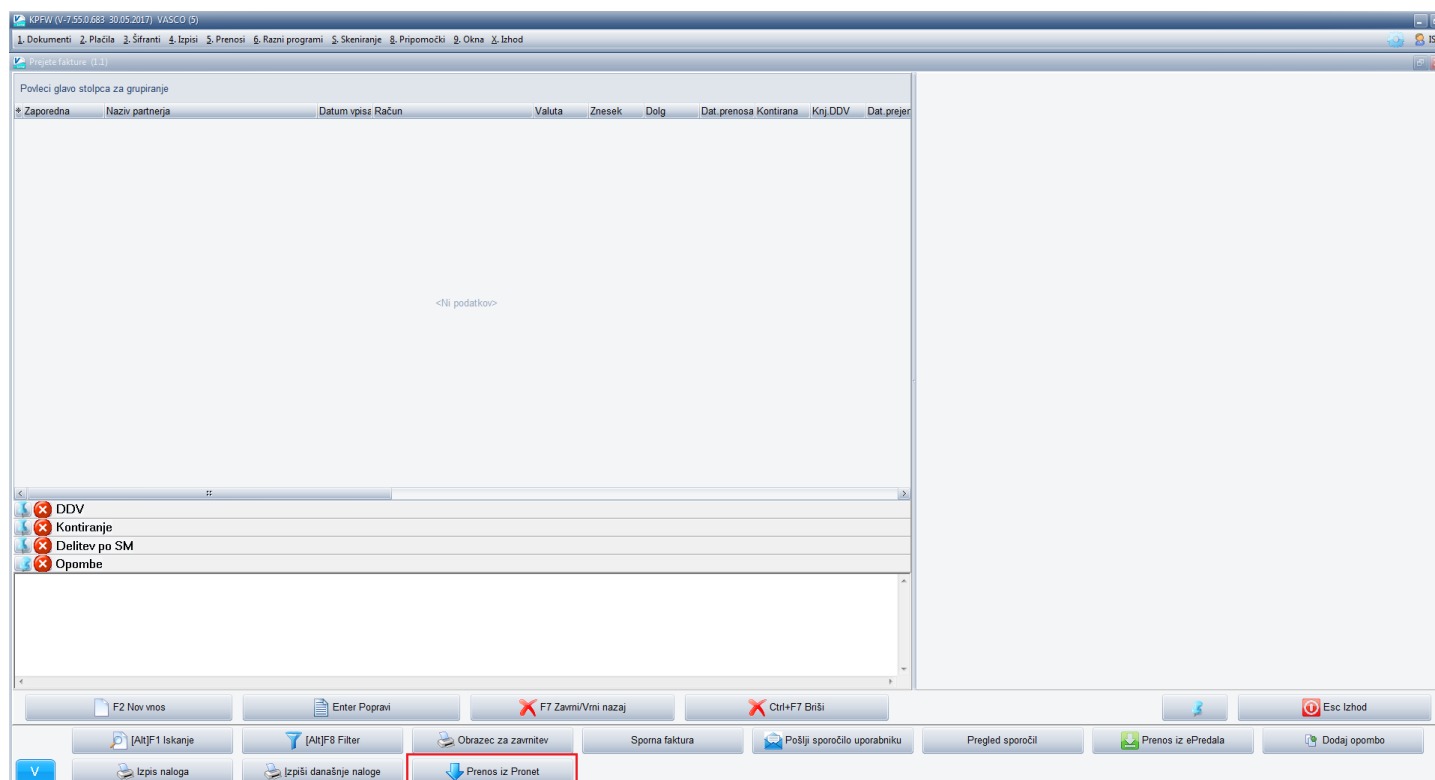 KPFW (V-7.55.0.683 30.05.2017) VASCO (5)
1. Dokumenti 2. Plačila 3. Šifranti 4. Izpisi 5. Prenosi 6. Razni programi S. Skeniranje 8. Pripomočki 9. Okna X. Izhod
Prejete fakture (1.1)
Povleci glavo stolpca za grupiranje
* Zaporedna Naziv partnerja Datum vpisa Račun Valuta Znesek Dolg Dat.prenosa Kontirana Knj.DDV Dat.prejer
<Ni podatkov>
DDV
Kontiranje
Delitev po SM
Opombe
F2 Nov vnos Enter Popravi F7 Zavrni/Vrni nazaj Ctrl+F7 Briši Esc Izhod
[Alt]F1 Iskanje [Alt]F8 Filter Obrazec za zavrnitev Sporna faktura Pošlji sporočilo uporabniku Pregled sporočil Prenos iz ePredala Dodaj opombo
V Izpis naloga Izpiši današnje naloge Prenos iz Pronet